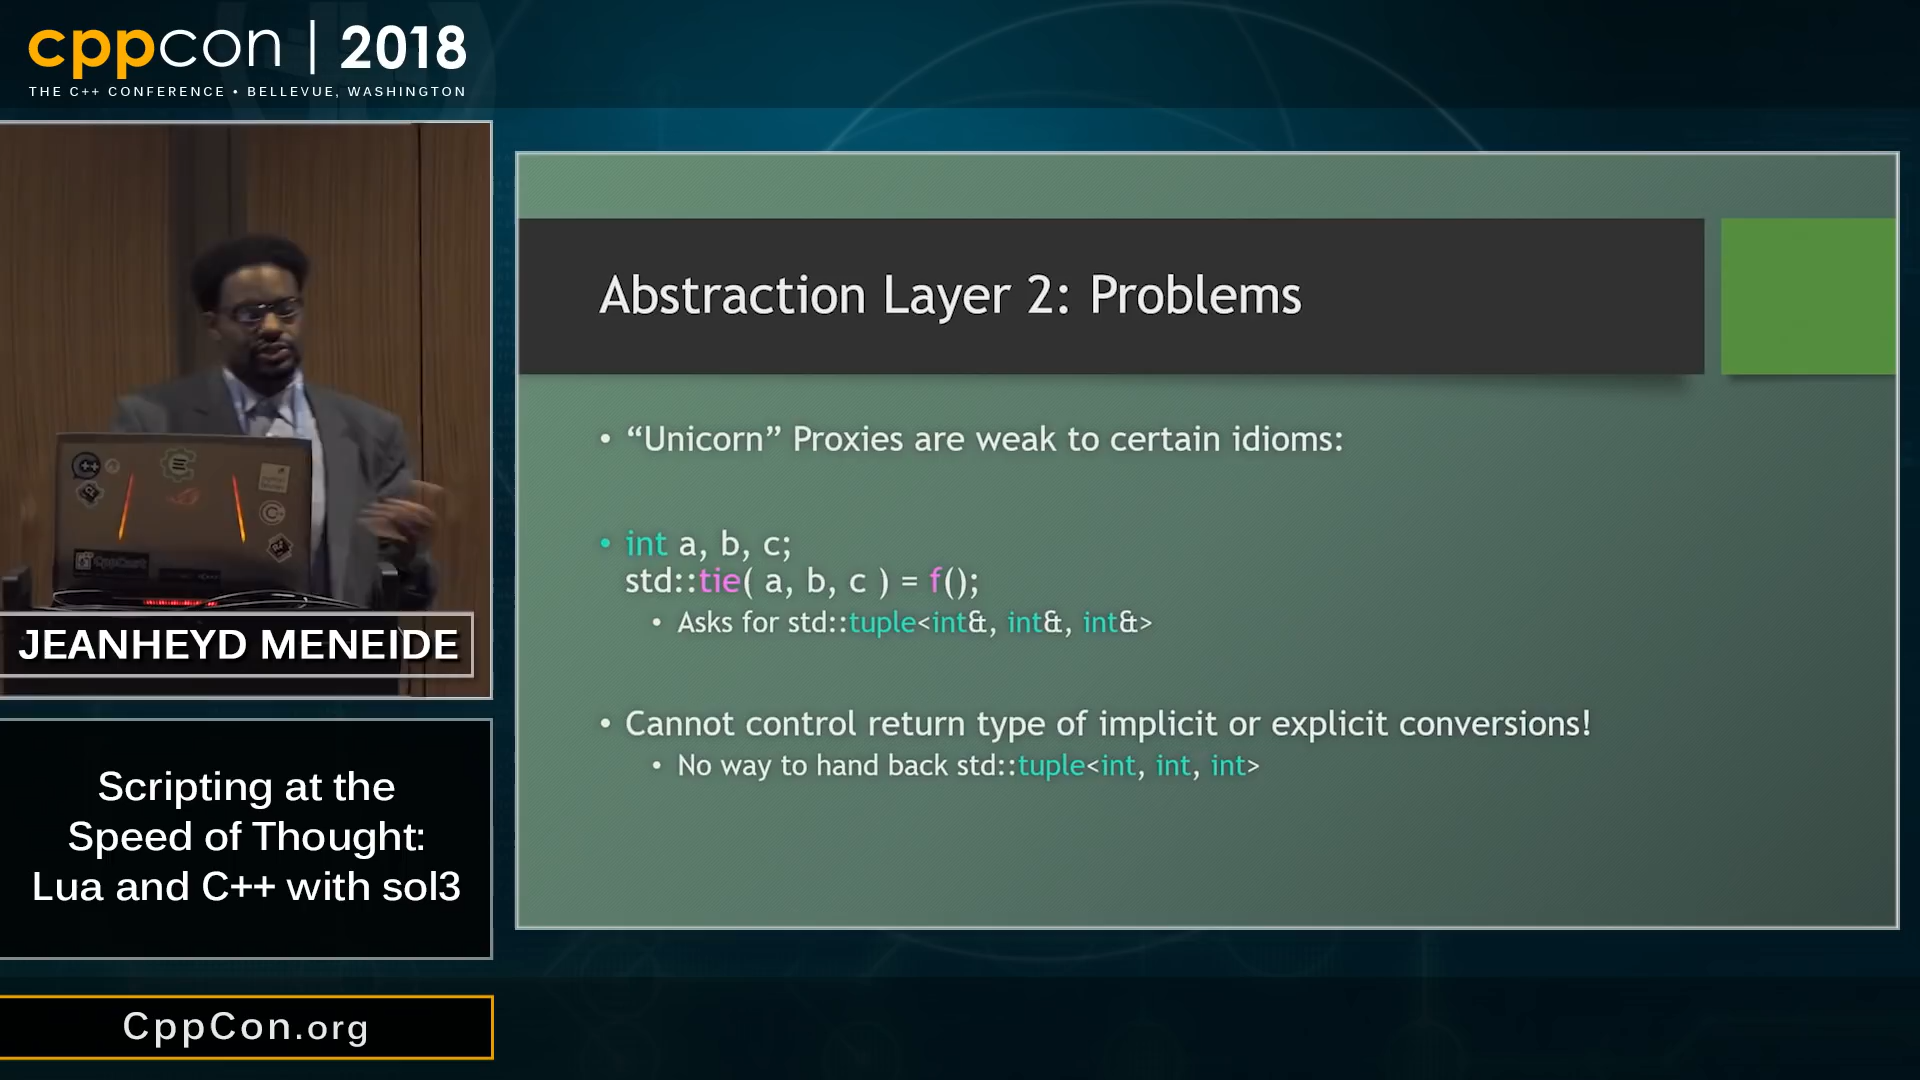 cppcon | 2018
THE C++ CONFERENCE • BELLEVUE, WASHINGTON
JEANHEYD MENEIDE
Scripting at the
Speed of Thought:
Lua and C++ with sol3
CppCon.org
Abstraction Layer 2: Problems
• “Unicorn” Proxies are weak to certain idioms:
• int a, b, c;
std::tie( a, b, c ) = f();
• Asks for std::tuple<int&, int&, int&>
• Cannot control return type of implicit or explicit conversions!
• No way to hand back std::tuple<int, int, int>